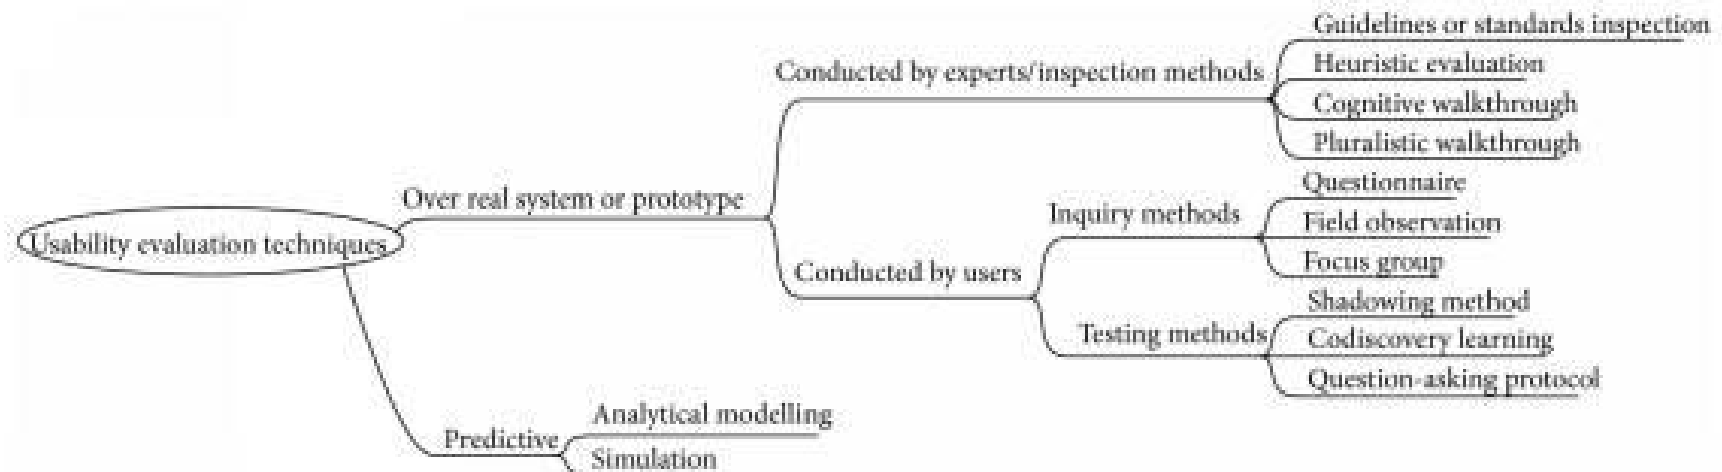 Guidelines or standards inspection
Conducted by experts/inspection methods
Heuristic evaluation
Cognitive walkthrough
Pluralistic walkthrough
Over real system or prototype
Questionnaire
Inquiry methods
Field observation
Usability evaluation techniques
Conducted by users
Focus group
Shadowing method
Testing methods
Codiscovery learning
Question-asking protocol
Analytical modelling
Predictive
Simulation